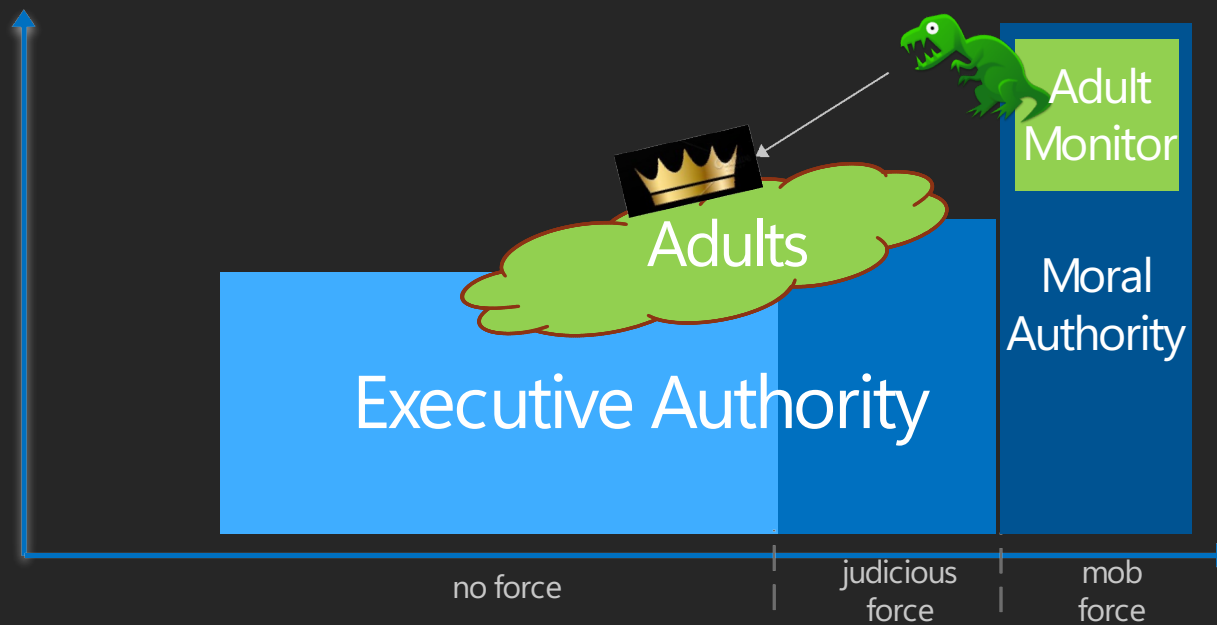 Adult
Monitor
Adults
Moral
Authority
Executive Authority
no force
judicious
force
mob
force